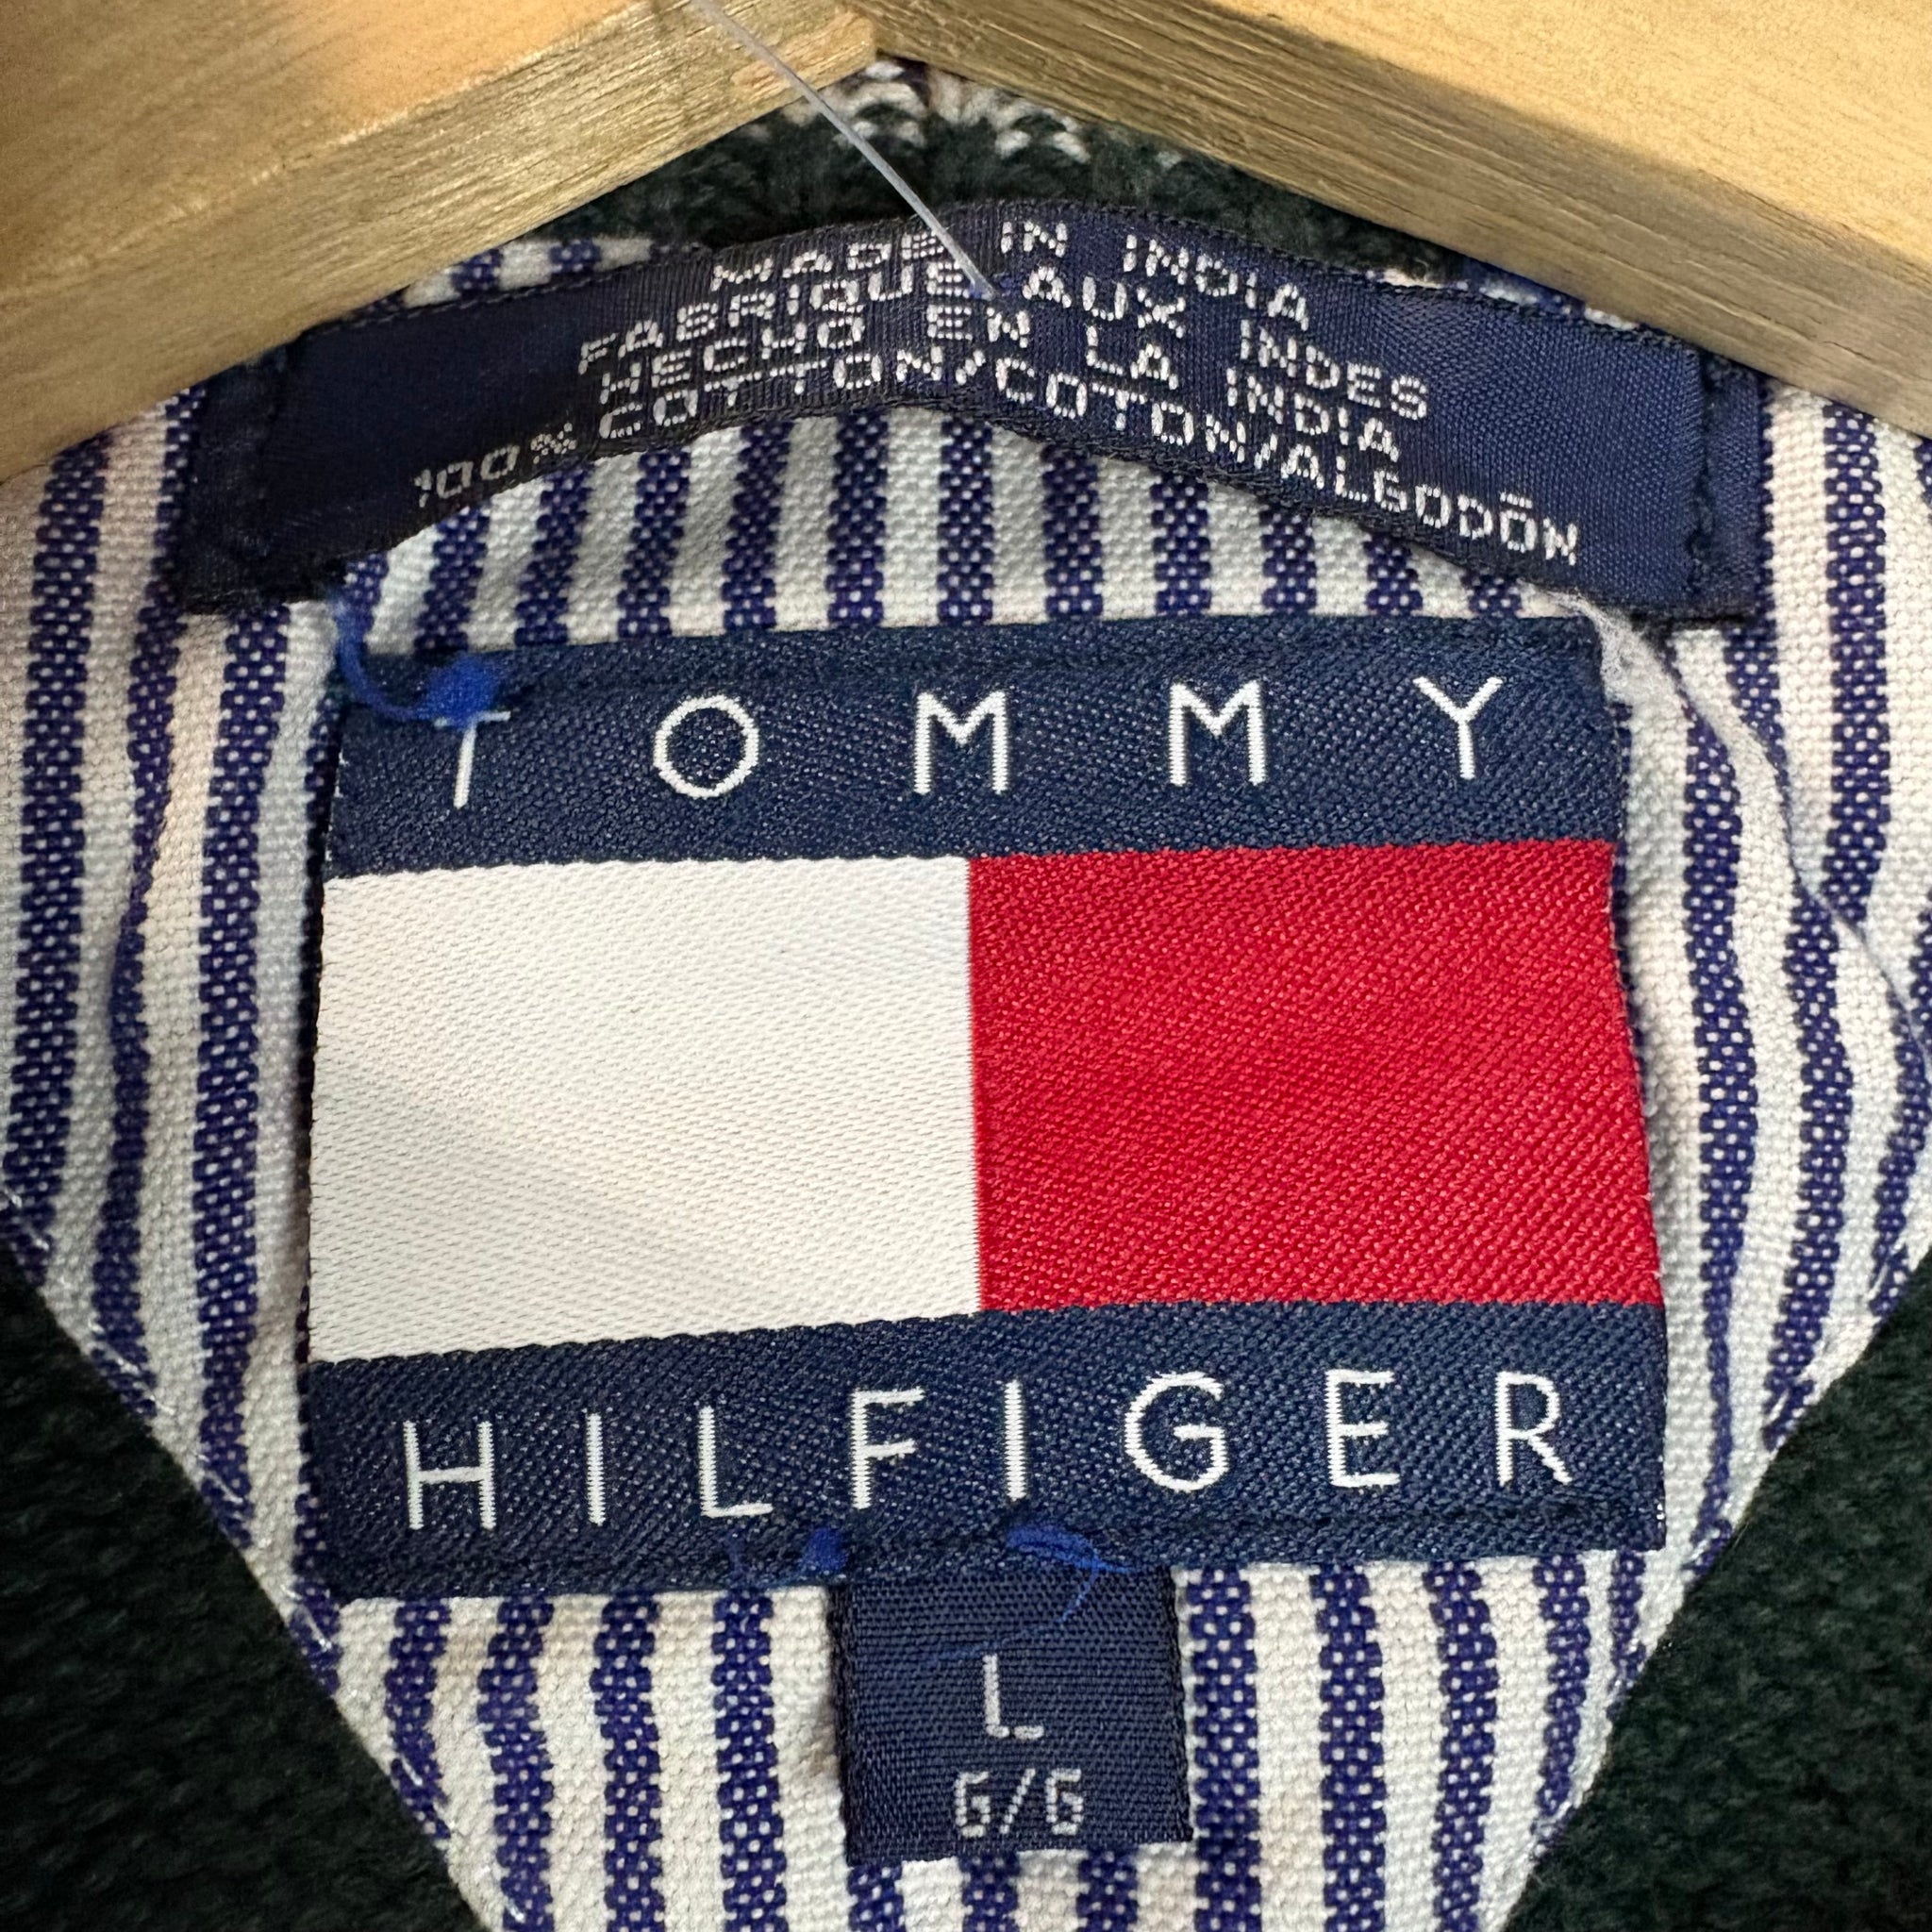 MADE IN INDIA
FABRIQUE AUX INDES
HECHO EN LA INDIA
100% COTTON/COTON/ALGODÓN
TOMMY
HILFIGER
L
G/G